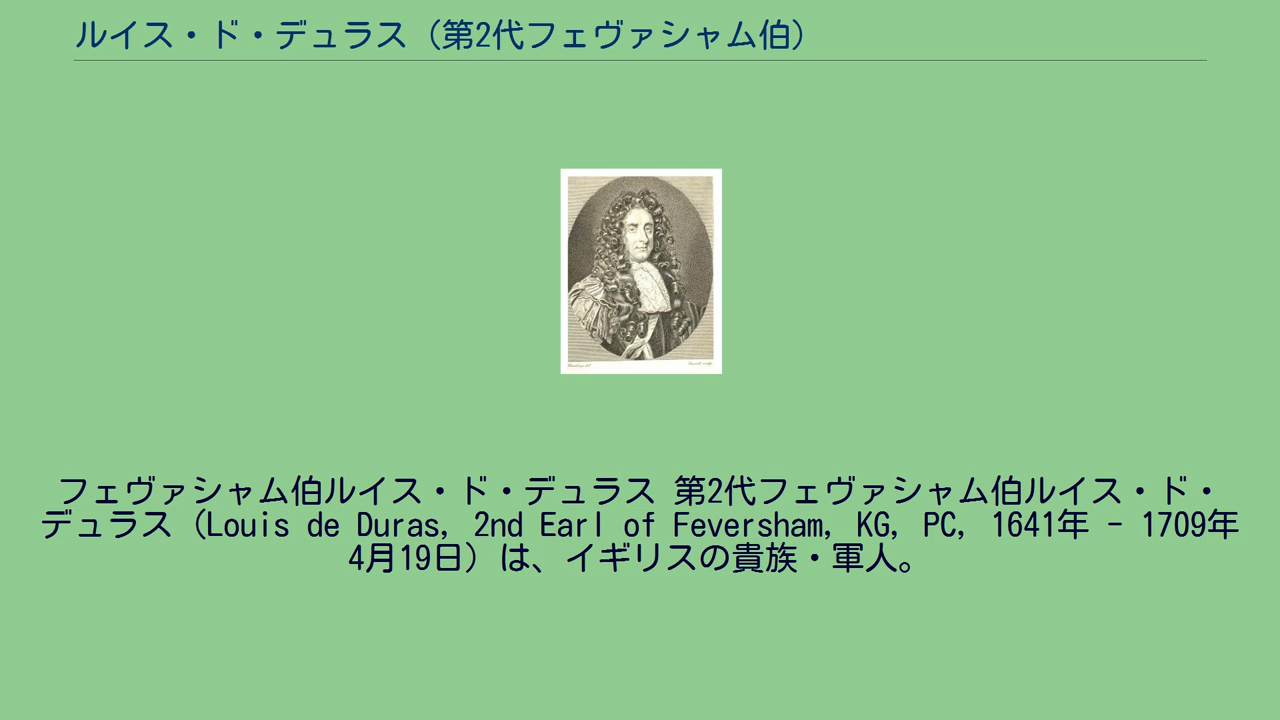 ルイス・ド・デュラス（第2代フェヴァシャム伯）
フェヴァシャム伯ルイス・ド・デュラス 第2代フェヴァシャム伯ルイス・ド・
デュラス（Louis de Duras, 2nd Earl of Feversham, KG, PC, 1641年 - 1709年
4月19日）は、イギリスの貴族・軍人。